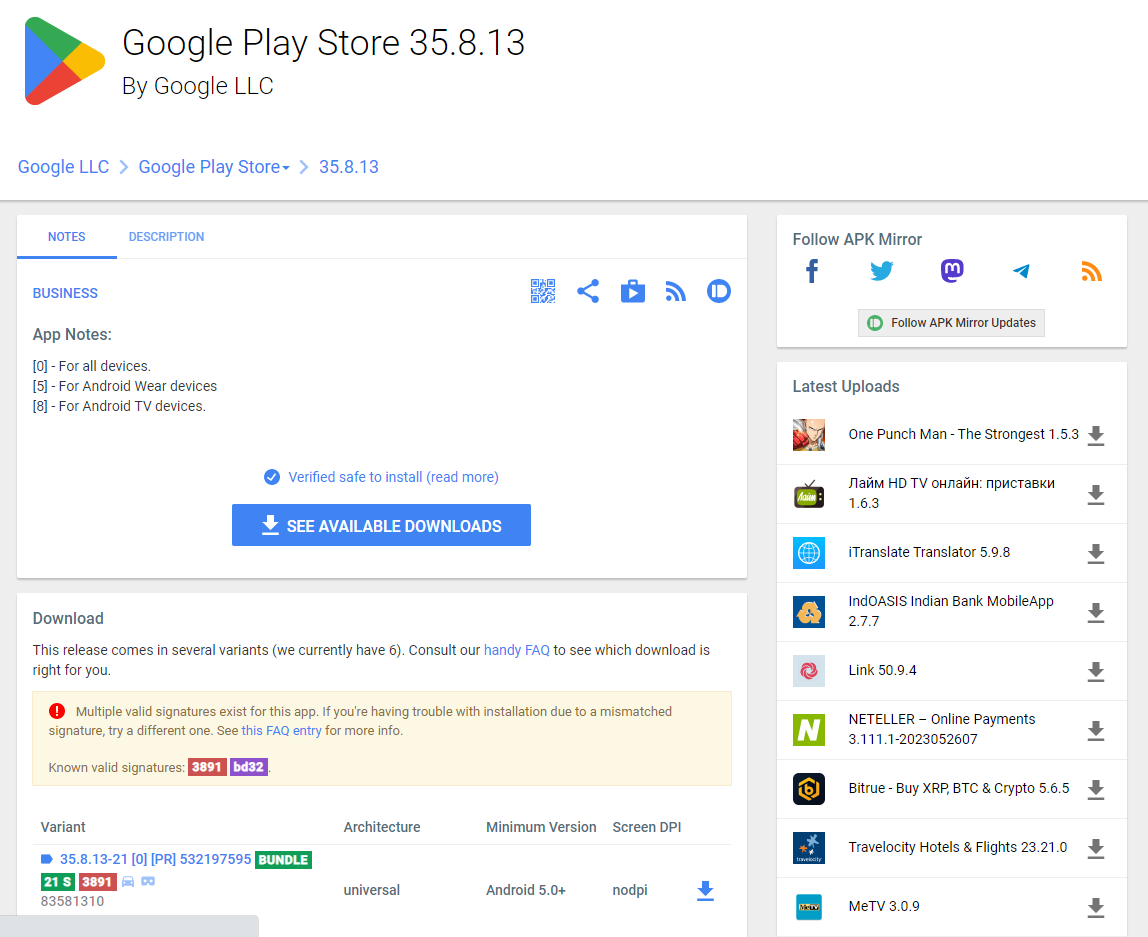 Google Play Store 35.8.13
By Google LLC
Google LLC
Google Play Store
35.8.13
NOTES
DESCRIPTION
BUSINESS
App Notes:
[0] - For all devices.
[5] - For Android Wear devices
[8] - For Android TV devices.
Verified safe to install (read more)
SEE AVAILABLE DOWNLOADS
Download
This release comes in several variants (we currently have 6). Consult our handy FAQ to see which download is
right for you.
Multiple valid signatures exist for this app. If you're having trouble with installation due to a mismatched
signature, try a different one. See this FAQ entry for more info.
Known valid signatures: 3891 bd32.
Variant Architecture Minimum Version Screen DPI
35.8.13-21 [0] [PR] 532197595 BUNDLE
21 S 3891
83581310
universal Android 5.0+ nodpi
Follow APK Mirror
Follow APK Mirror Updates
Latest Uploads
One Punch Man - The Strongest 1.5.3
Лайм
Лайм HD TV онлайн: приставки
1.6.3
iTranslate Translator 5.9.8
IndOASIS Indian Bank MobileApp
2.7.7
Link 50.9.4
NETELLER – Online Payments
3.111.1-2023052607
Bitrue - Buy XRP, BTC & Crypto 5.6.5
travelocity
Travelocity Hotels & Flights 23.21.0
MeTV
MeTV 3.0.9